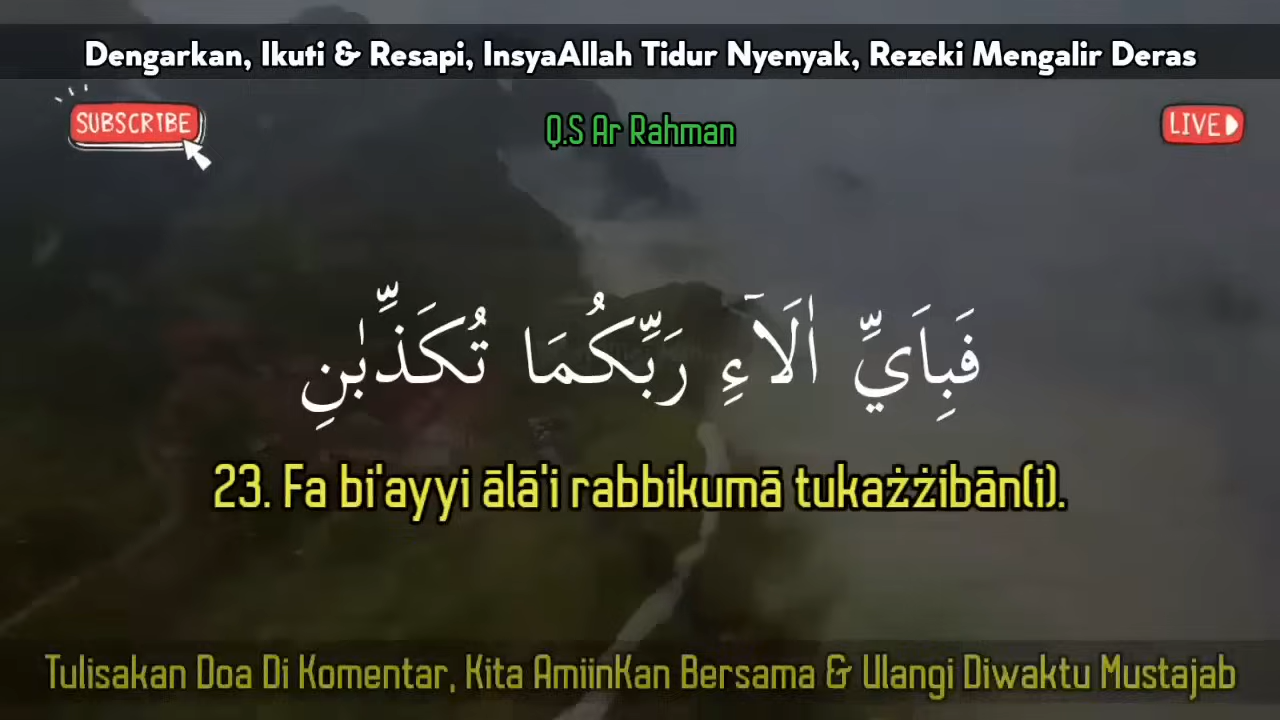 Dengarkan, Ikuti & Resapi, InsyaAllah Tidur Nyenyak, Rezeki Mengalir Deras
SUBSCRIBE
Q.S Ar Rahman
LIVE
فَبِاَيِّ اٰلَاۤءِ رَبِّكُمَا تُكَذِّبٰنِ
23. Fa bi'ayyi ālā'i rabbikumā tukażżibān(i).
Tulisakan Doa Di Komentar, Kita AmiinKan Bersama & Ulangi Diwaktu Mustajab